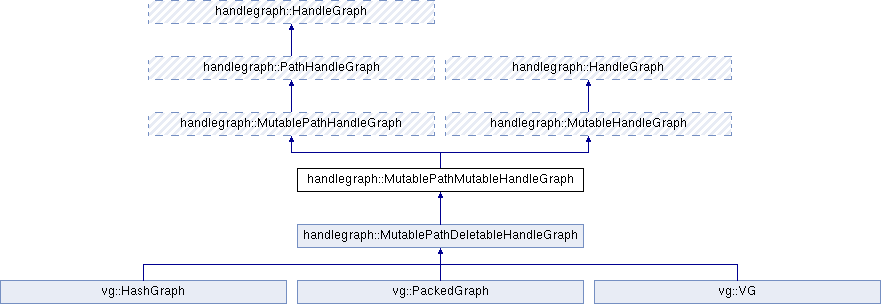 handlegraph::HandleGraph
handlegraph::PathHandleGraph
handlegraph::HandleGraph
handlegraph::MutablePathHandleGraph
handlegraph::MutableHandleGraph
handlegraph::MutablePathMutableHandleGraph
handlegraph::MutablePathDeletableHandleGraph
vg::HashGraph
vg::PackedGraph
vg::VG